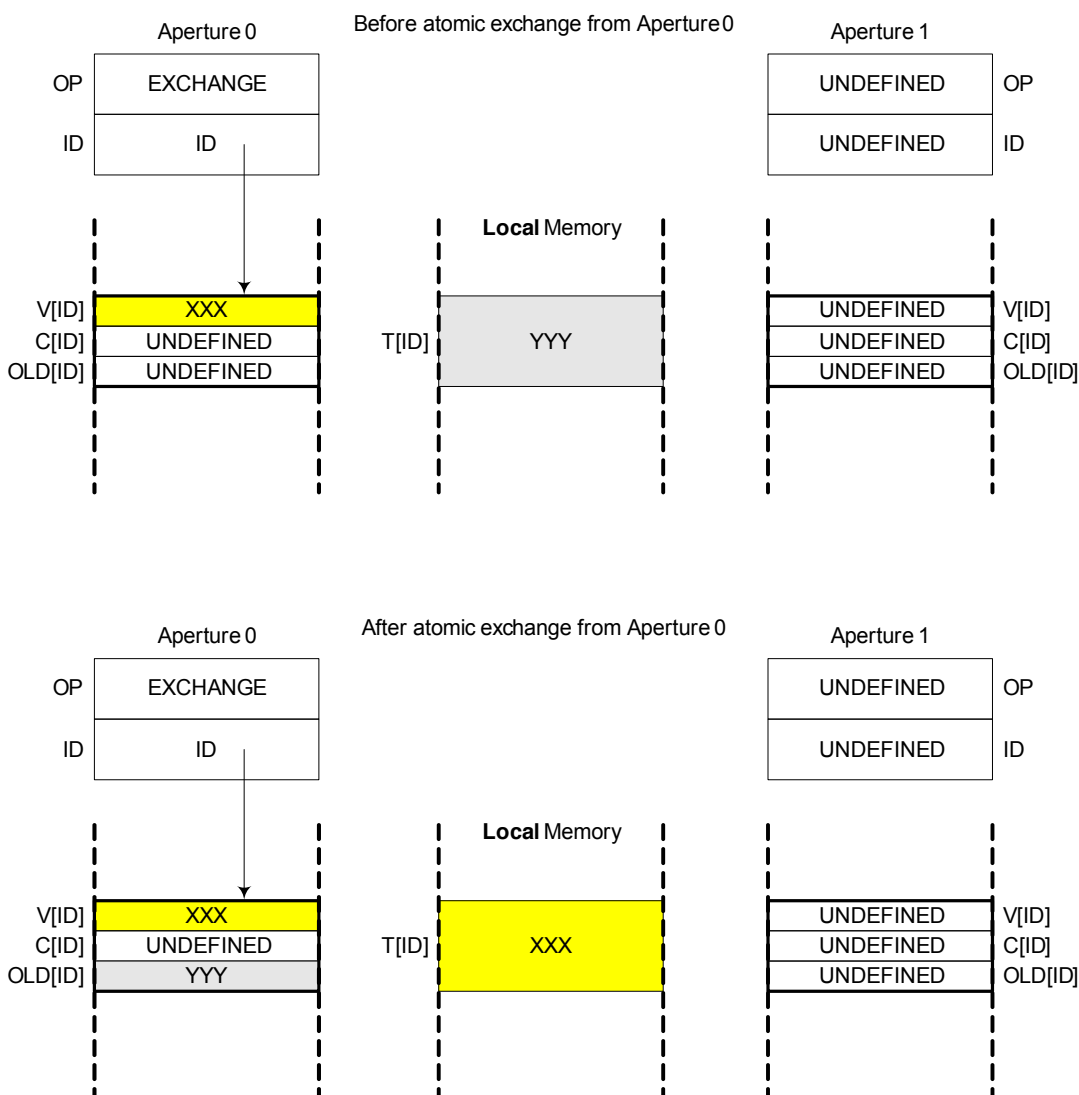 Before atomic exchange from Aperture 0
Aperture 0
Aperture 1
OP EXCHANGE UNDEFINED OP
ID ID UNDEFINED ID
Local Memory
V[ID] XXX UNDEFINED V[ID]
C[ID] UNDEFINED T[ID] YYY UNDEFINED C[ID]
OLD[ID] UNDEFINED UNDEFINED OLD[ID]
After atomic exchange from Aperture 0
Aperture 0
Aperture 1
OP EXCHANGE UNDEFINED OP
ID ID UNDEFINED ID
Local Memory
V[ID] XXX UNDEFINED V[ID]
C[ID] UNDEFINED T[ID] XXX UNDEFINED C[ID]
OLD[ID] YYY UNDEFINED OLD[ID]